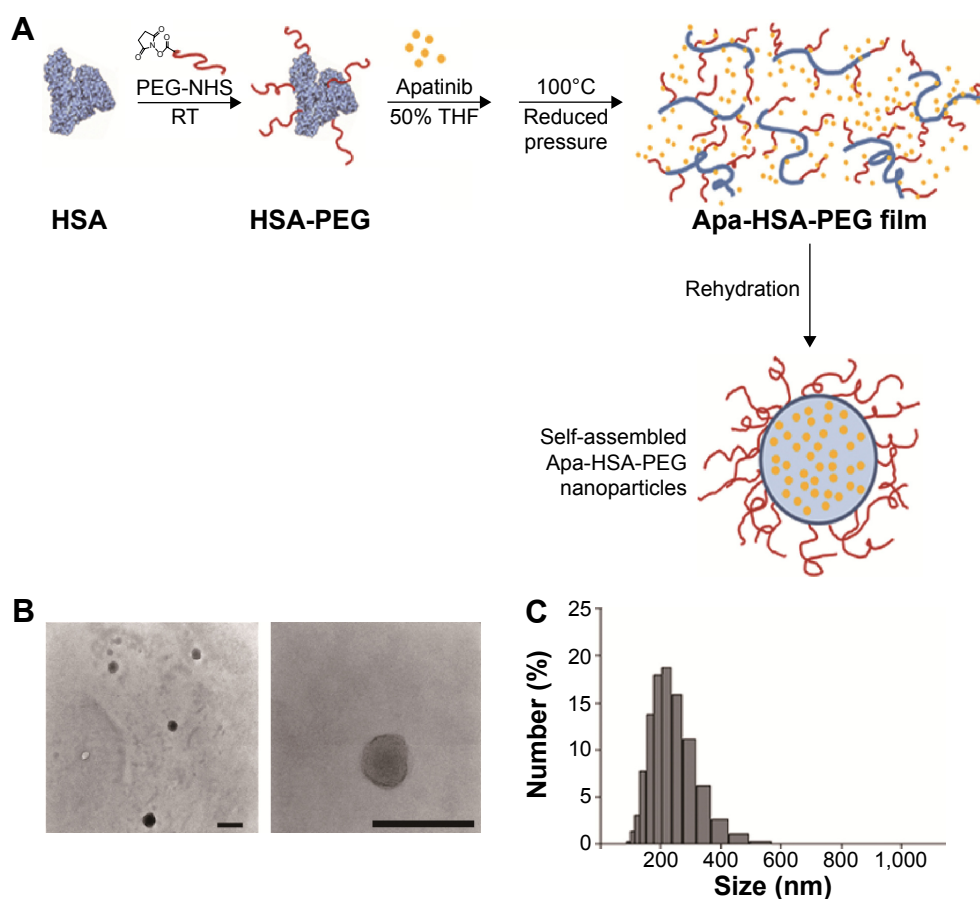 A
PEG-NHS
RT
Apatinib
50% THF
100°C
Reduced
pressure
HSA
HSA-PEG
Apa-HSA-PEG film
Rehydration
Self-assembled
Apa-HSA-PEG
nanoparticles
O
N
O
O
O
B
C
Number (%)
25
20
15
10
5
0
200
400
600
800
1,000
Size (nm)